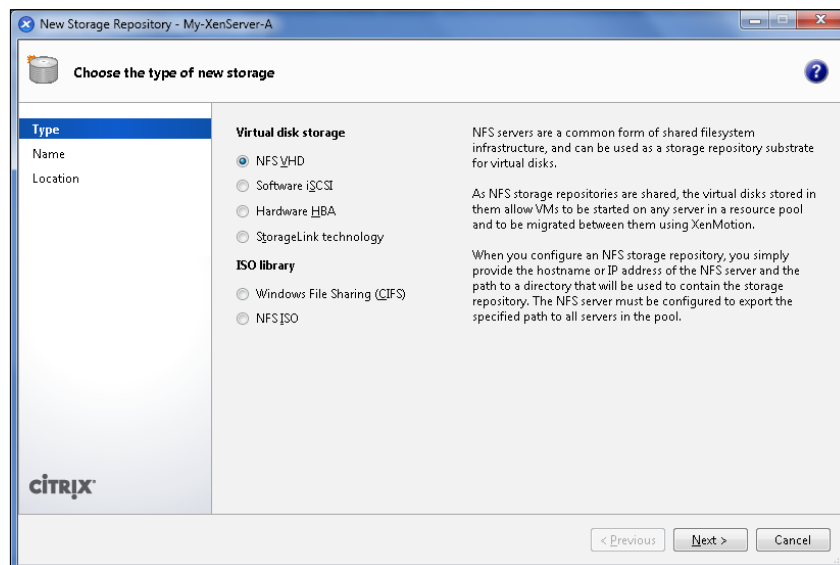 New Storage Repository - My-XenServer-A
Choose the type of new storage
?
Type
Name
Location
Virtual disk storage
NFS VHD
Software iSCSI
Hardware HBA
StorageLink technology
ISO library
Windows File Sharing (CIFS)
NFS ISO
NFS servers are a common form of shared filesystem
infrastructure, and can be used as a storage repository substrate
for virtual disks.
As NFS storage repositories are shared, the virtual disks stored in
them allow VMs to be started on any server in a resource pool
and to be migrated between them using XenMotion.
When you configure an NFS storage repository, you simply
provide the hostname or IP address of the NFS server and the
path to a directory that will be used to contain the storage
repository. The NFS server must be configured to export the
specified path to all servers in the pool.
CİTRIX
< Previous
Next >
Cancel